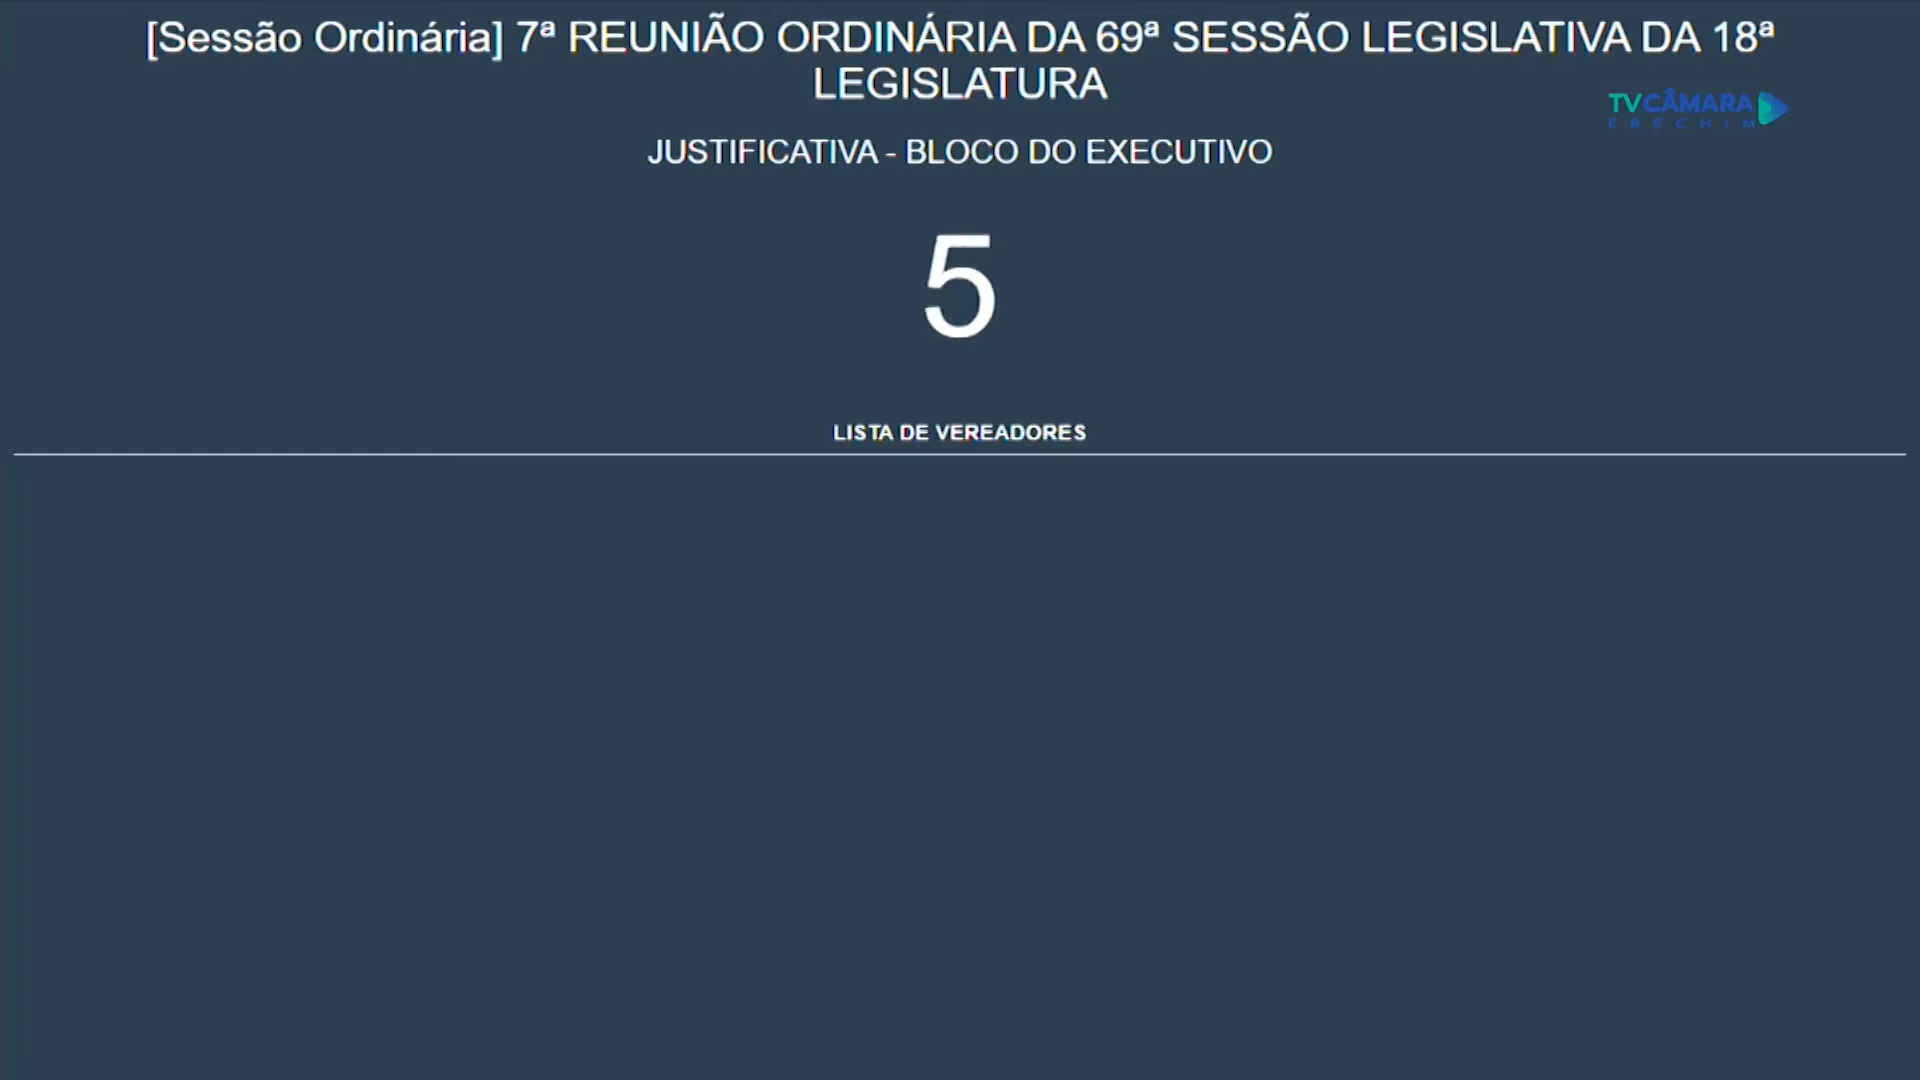 [Sessão Ordinária] 7ª REUNIÃO ORDINÁRIA DA 69ª SESSÃO LEGISLATIVA DA 18ª
LEGISLATURA
TVCÂMARA
ERECHIM
JUSTIFICATIVA - BLOCO DO EXECUTIVO
5
LISTA DE VEREADORES